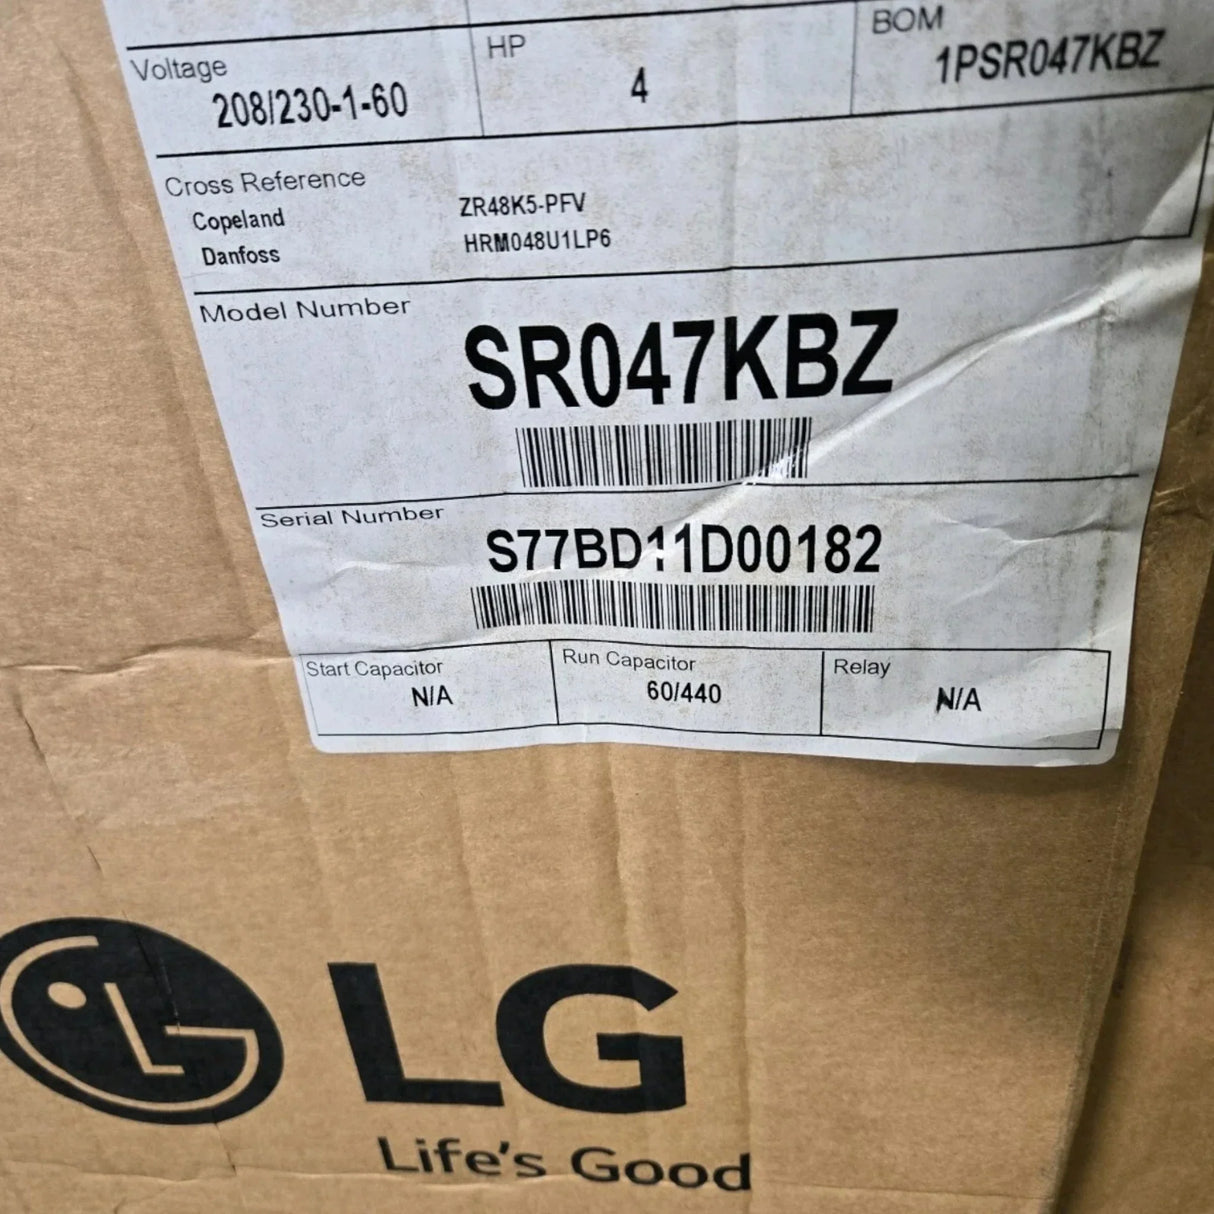 Voltage
208/230-1-60
HP
4
BOM
1PSR047KBZ
Cross Reference
Copeland ZR48K5-PFV
Danfoss HRM048U1LP6
Model Number
SR047KBZ
Serial Number
S77BD11D00182
Start Capacitor
N/A
Run Capacitor
60/440
Relay
N/A
LG
Life's Good